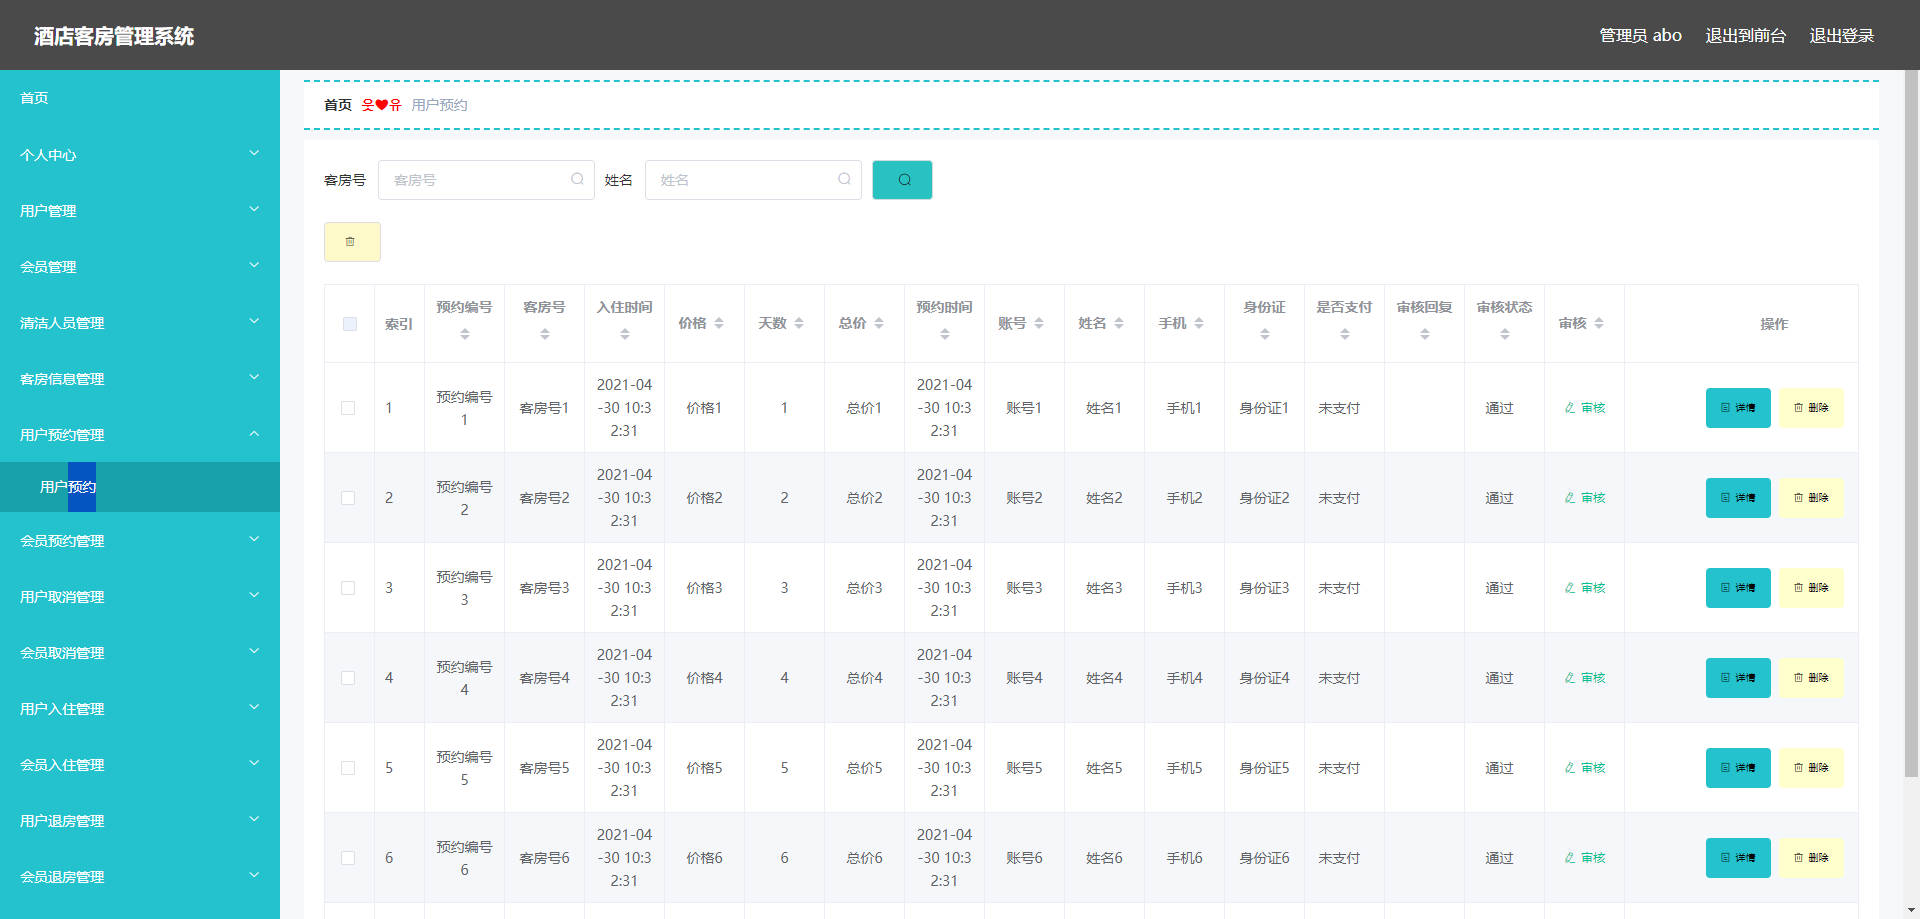 酒店客房管理系统
管理员 abo 退出到前台 退出登录
首页
个人中心
用户管理
会员管理
清洁人员管理
客房信息管理
用户预约管理
用户预约
会员预约管理
用户取消管理
会员取消管理
用户入住管理
会员入住管理
用户退房管理
会员退房管理
首页 웃❤유 用户预约
客房号 客房号 姓名 姓名
索引 预约编号 客房号 入住时间 价格 天数 总价 预约时间 账号 姓名 手机 身份证 是否支付 审核回复 审核状态 审核 操作
1 预约编号1 客房号1 2021-04-30 10:32:31 价格1 1 总价1 2021-04-30 10:32:31 账号1 姓名1 手机1 身份证1 未支付 通过 审核 详情 删除
2 预约编号2 客房号2 2021-04-30 10:32:31 价格2 2 总价2 2021-04-30 10:32:31 账号2 姓名2 手机2 身份证2 未支付 通过 审核 详情 删除
3 预约编号3 客房号3 2021-04-30 10:32:31 价格3 3 总价3 2021-04-30 10:32:31 账号3 姓名3 手机3 身份证3 未支付 通过 审核 详情 删除
4 预约编号4 客房号4 2021-04-30 10:32:31 价格4 4 总价4 2021-04-30 10:32:31 账号4 姓名4 手机4 身份证4 未支付 通过 审核 详情 删除
5 预约编号5 客房号5 2021-04-30 10:32:31 价格5 5 总价5 2021-04-30 10:32:31 账号5 姓名5 手机5 身份证5 未支付 通过 审核 详情 删除
6 预约编号6 客房号6 2021-04-30 10:32:31 价格6 6 总价6 2021-04-30 10:32:31 账号6 姓名6 手机6 身份证6 未支付 通过 审核 详情 删除